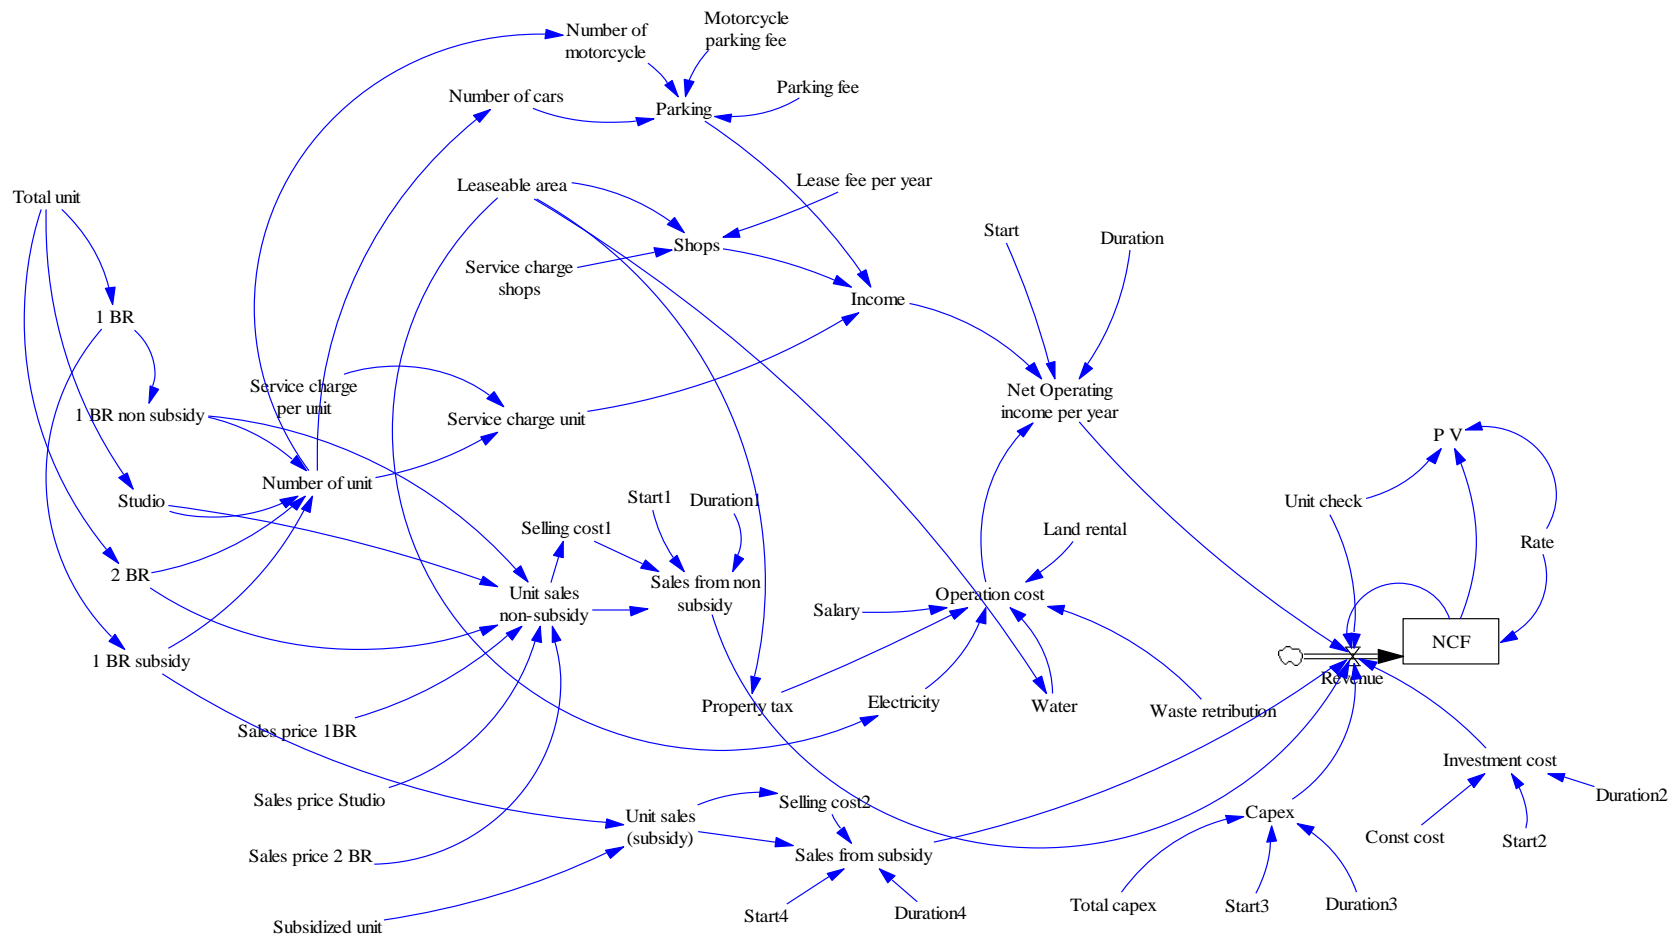 Number of
motorcycle
Motorcycle
parking fee
Number of cars
Parking fee
Parking
Total unit
Leaseable area
Lease fee per year
Shops
Service charge
shops
Start
Duration
Income
1 BR
Service charge
per unit
1 BR non subsidy
Service charge unit
Net Operating
income per year
P V
Number of unit
Studio
Start1
Duration1
Selling cost1
Unit check
Land rental
Rate
2 BR
Unit sales
non-subsidy
Sales from non
subsidy
Operation cost
Salary
1 BR subsidy
NCF
Revenue
Property tax
Electricity
Water
Waste retribution
Sales price 1BR
Investment cost
Sales price Studio
Unit sales
(subsidy)
Selling cost2
Capex
Duration2
Const cost
Start2
Sales price 2 BR
Sales from subsidy
Subsidized unit
Start4
Duration4
Total capex
Start3
Duration3